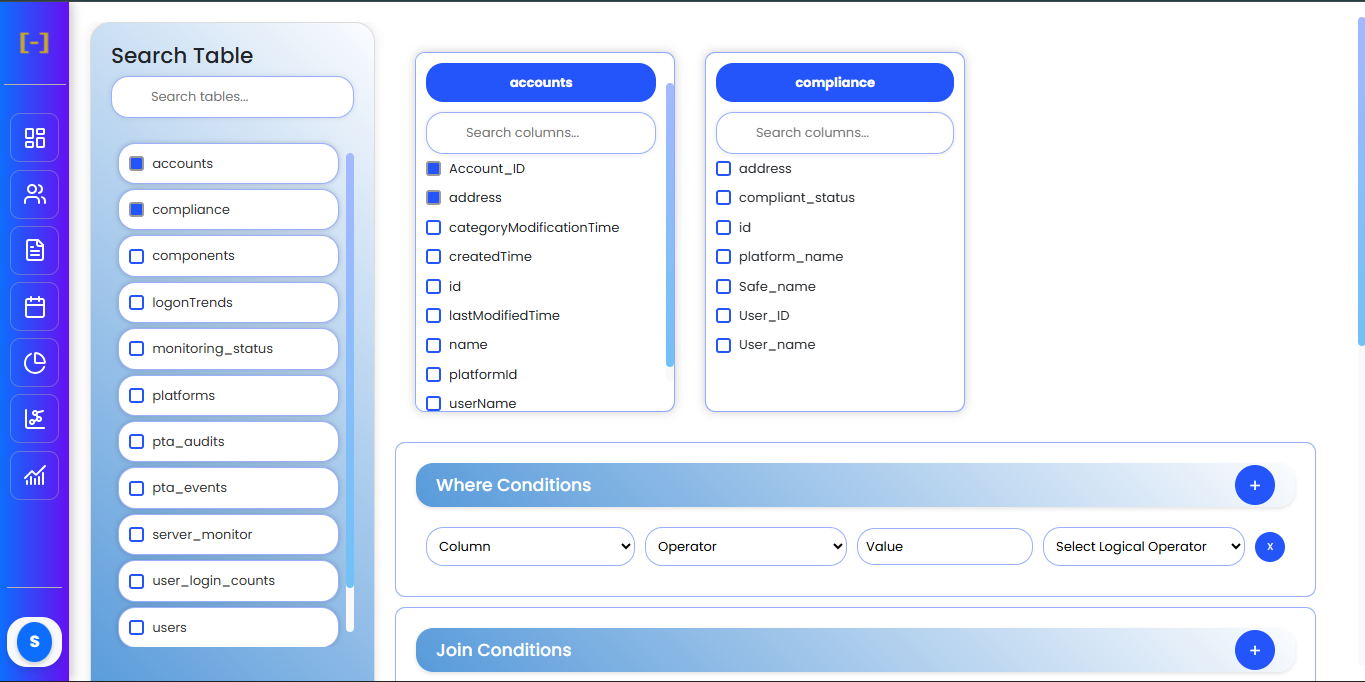 [-]
S
Search Table
Search tables...
accounts
compliance
components
logonTrends
monitoring_status
platforms
pta_audits
pta_events
server_monitor
user_login_counts
users
accounts
Search columns...
Account_ID
address
categoryModificationTime
createdTime
id
lastModifiedTime
name
platformId
userName
compliance
Search columns...
address
compliant_status
id
platform_name
Safe_name
User_ID
User_name
Where Conditions +
Column Operator Value Select Logical Operator x
Join Conditions +